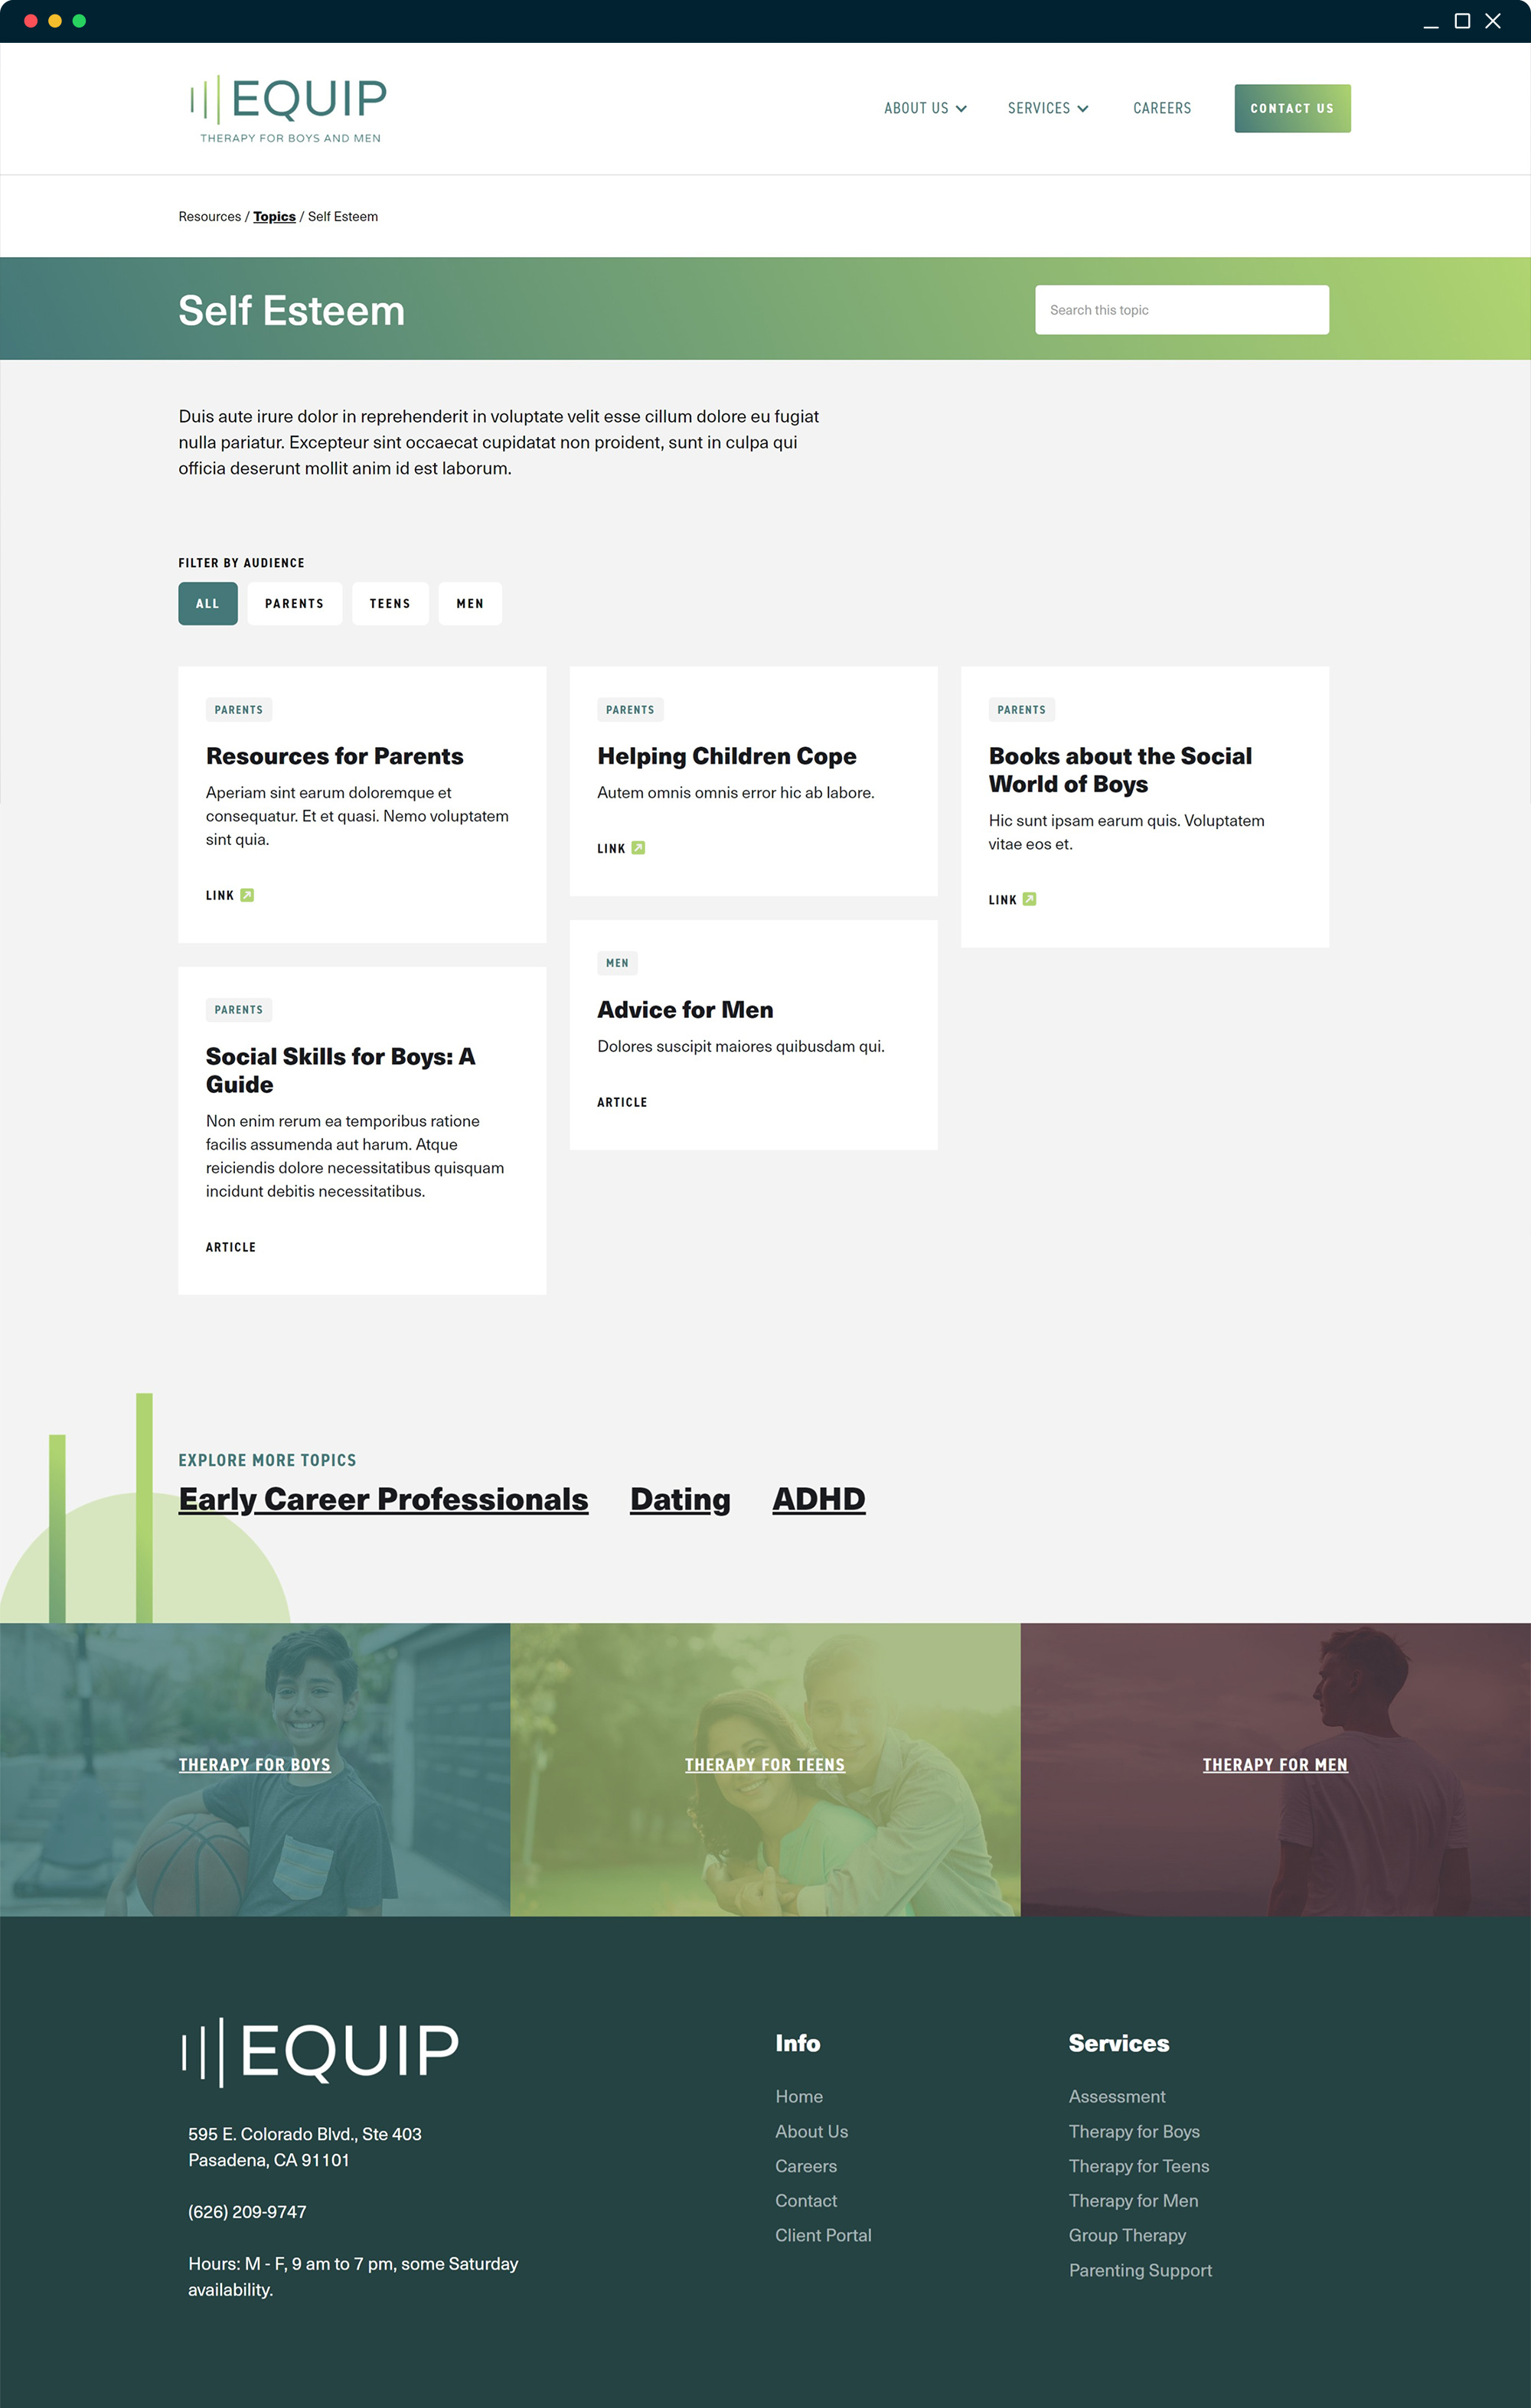 EQUIP
THERAPY FOR BOYS AND MEN
ABOUT US
SERVICES
CAREERS
CONTACT US
Resources / Topics / Self Esteem
Self Esteem
Search this topic
Duis aute irure dolor in reprehenderit in voluptate velit esse cillum dolore eu fugiat
nulla pariatur. Excepteur sint occaecat cupidatat non proident, sunt in culpa qui
officia deserunt mollit anim id est laborum.
FILTER BY AUDIENCE
ALL
PARENTS
TEENS
MEN
PARENTS
Resources for Parents
Aperiam sint earum doloremque et
consequatur. Et et quasi. Nemo voluptatem
sint quia.
LINK
PARENTS
Social Skills for Boys: A
Guide
Non enim rerum ea temporibus ratione
facilis assumenda aut harum. Atque
reiciendis dolore necessitatibus quisquam
incidunt debitis necessitatibus.
ARTICLE
PARENTS
Helping Children Cope
Autem omnis omnis error hic ab labore.
LINK
MEN
Advice for Men
Dolores suscipit maiores quibusdam qui.
ARTICLE
PARENTS
Books about the Social
World of Boys
Hic sunt ipsam earum quis. Voluptatem
vitae eos et.
LINK
EXPLORE MORE TOPICS
Early Career Professionals
Dating
ADHD
THERAPY FOR BOYS
THERAPY FOR TEENS
THERAPY FOR MEN
EQUIP
595 E. Colorado Blvd., Ste 403
Pasadena, CA 91101
(626) 209-9747
Hours: M - F, 9 am to 7 pm, some Saturday
availability.
Info
Home
About Us
Careers
Contact
Client Portal
Services
Assessment
Therapy for Boys
Therapy for Teens
Therapy for Men
Group Therapy
Parenting Support